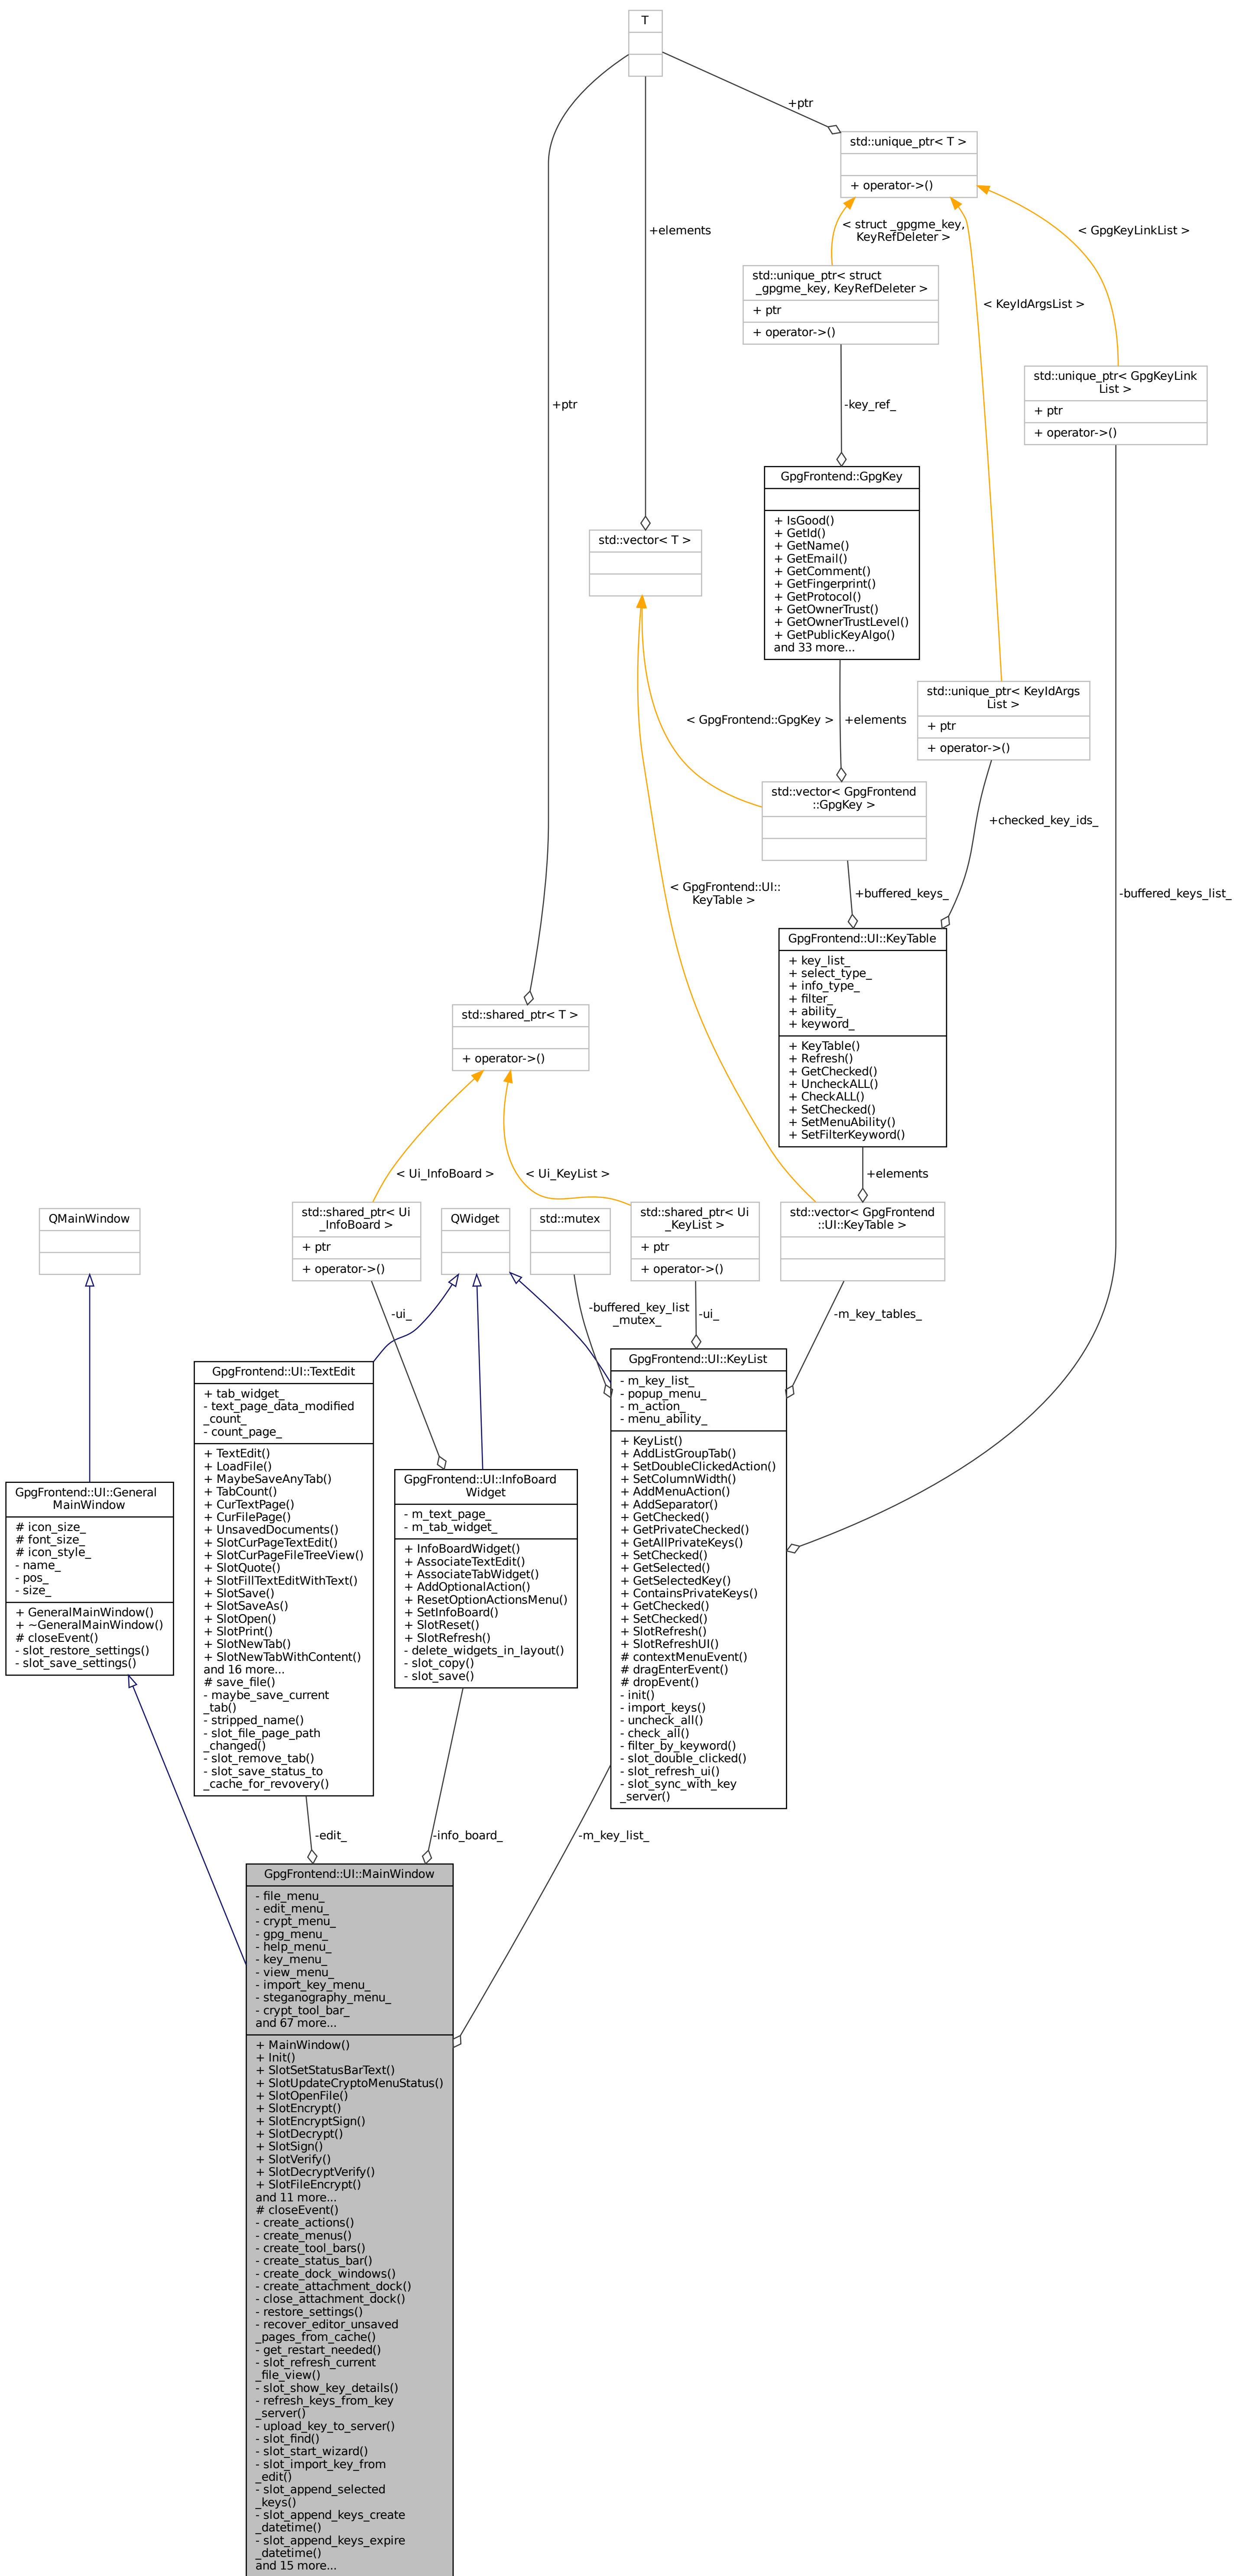 T
+ptr
std::unique_ptr< T >
+ operator->()
+elements
< struct _gpgme_key,
KeyRefDeleter >
< GpgKeyLinkList >
std::unique_ptr< struct
_gpgme_key, KeyRefDeleter >
+ ptr
+ operator->()
< KeyIdArgsList >
std::unique_ptr< GpgKeyLink
List >
+ ptr
+ operator->()
+ptr
-key_ref_
GpgFrontend::GpgKey
+ IsGood()
+ GetId()
+ GetName()
+ GetEmail()
+ GetComment()
+ GetFingerprint()
+ GetProtocol()
+ GetOwnerTrust()
+ GetOwnerTrustLevel()
+ GetPublicKeyAlgo()
and 33 more...
std::vector< T >
std::unique_ptr< KeyIdArgs
List >
+ ptr
+ operator->()
< GpgFrontend::GpgKey >
+elements
std::vector< GpgFrontend
::GpgKey >
+checked_key_ids_
< GpgFrontend::UI::
KeyTable >
+buffered_keys_
-buffered_keys_list_
GpgFrontend::UI::KeyTable
+ key_list_
+ select_type_
+ info_type_
+ filter_
+ ability_
+ keyword_
+ KeyTable()
+ Refresh()
+ GetChecked()
+ UncheckALL()
+ CheckALL()
+ SetChecked()
+ SetMenuAbility()
+ SetFilterKeyword()
std::shared_ptr< T >
+ operator->()
< Ui_InfoBoard >
< Ui_KeyList >
+elements
QMainWindow
std::shared_ptr< Ui
_InfoBoard >
+ ptr
+ operator->()
QWidget
std::mutex
std::shared_ptr< Ui
_KeyList >
+ ptr
+ operator->()
std::vector< GpgFrontend
::UI::KeyTable >
-ui_
-buffered_key_list
_mutex_
-ui_
-m_key_tables_
GpgFrontend::UI::TextEdit
+ tab_widget_
- text_page_data_modified
_count_
- count_page_
+ TextEdit()
+ LoadFile()
+ MaybeSaveAnyTab()
+ TabCount()
+ CurTextPage()
+ CurFilePage()
+ UnsavedDocuments()
+ SlotCurPageTextEdit()
+ SlotCurPageFileTreeView()
+ SlotQuote()
+ SlotFillTextEditWithText()
+ SlotSave()
+ SlotSaveAs()
+ SlotOpen()
+ SlotPrint()
+ SlotNewTab()
+ SlotNewTabWithContent()
and 16 more...
# save_file()
- maybe_save_current
_tab()
- stripped_name()
- slot_file_page_path
_changed()
- slot_remove_tab()
- slot_save_status_to
_cache_for_revovery()
GpgFrontend::UI::KeyList
- m_key_list_
- popup_menu_
- m_action_
- menu_ability_
+ KeyList()
+ AddListGroupTab()
+ SetDoubleClickedAction()
+ SetColumnWidth()
+ AddMenuAction()
+ AddSeparator()
+ GetChecked()
+ GetPrivateChecked()
+ GetAllPrivateKeys()
+ SetChecked()
+ GetSelected()
+ GetSelectedKey()
+ ContainsPrivateKeys()
+ GetChecked()
+ SetChecked()
+ SlotRefresh()
+ SlotRefreshUI()
# contextMenuEvent()
# dragEnterEvent()
# dropEvent()
- init()
- import_keys()
- uncheck_all()
- check_all()
- filter_by_keyword()
- slot_double_clicked()
- slot_refresh_ui()
- slot_sync_with_key
_server()
GpgFrontend::UI::General
MainWindow
# icon_size_
# font_size_
# icon_style_
- name_
- pos_
- size_
+ GeneralMainWindow()
+ ~GeneralMainWindow()
# closeEvent()
- slot_restore_settings()
- slot_save_settings()
GpgFrontend::UI::InfoBoard
Widget
- m_text_page_
- m_tab_widget_
+ InfoBoardWidget()
+ AssociateTextEdit()
+ AssociateTabWidget()
+ AddOptionalAction()
+ ResetOptionActionsMenu()
+ SetInfoBoard()
+ SlotReset()
+ SlotRefresh()
- delete_widgets_in_layout()
- slot_copy()
- slot_save()
-edit_
-info_board_
-m_key_list_
GpgFrontend::UI::MainWindow
- file_menu_
- edit_menu_
- crypt_menu_
- gpg_menu_
- help_menu_
- key_menu_
- view_menu_
- import_key_menu_
- steganography_menu_
- crypt_tool_bar_
and 67 more...
+ MainWindow()
+ Init()
+ SlotSetStatusBarText()
+ SlotUpdateCryptoMenuStatus()
+ SlotOpenFile()
+ SlotEncrypt()
+ SlotEncryptSign()
+ SlotDecrypt()
+ SlotSign()
+ SlotVerify()
+ SlotDecryptVerify()
+ SlotFileEncrypt()
and 11 more...
# closeEvent()
- create_actions()
- create_menus()
- create_tool_bars()
- create_status_bar()
- create_dock_windows()
- create_attachment_dock()
- close_attachment_dock()
- restore_settings()
- recover_editor_unsaved
_pages_from_cache()
- get_restart_needed()
- slot_refresh_current
_file_view()
- slot_show_key_details()
- refresh_keys_from_key
_server()
- upload_key_to_server()
- slot_find()
- slot_start_wizard()
- slot_import_key_from
_edit()
- slot_append_selected
_keys()
- slot_append_keys_create
_datetime()
- slot_append_keys_expire
_datetime()
and 15 more...